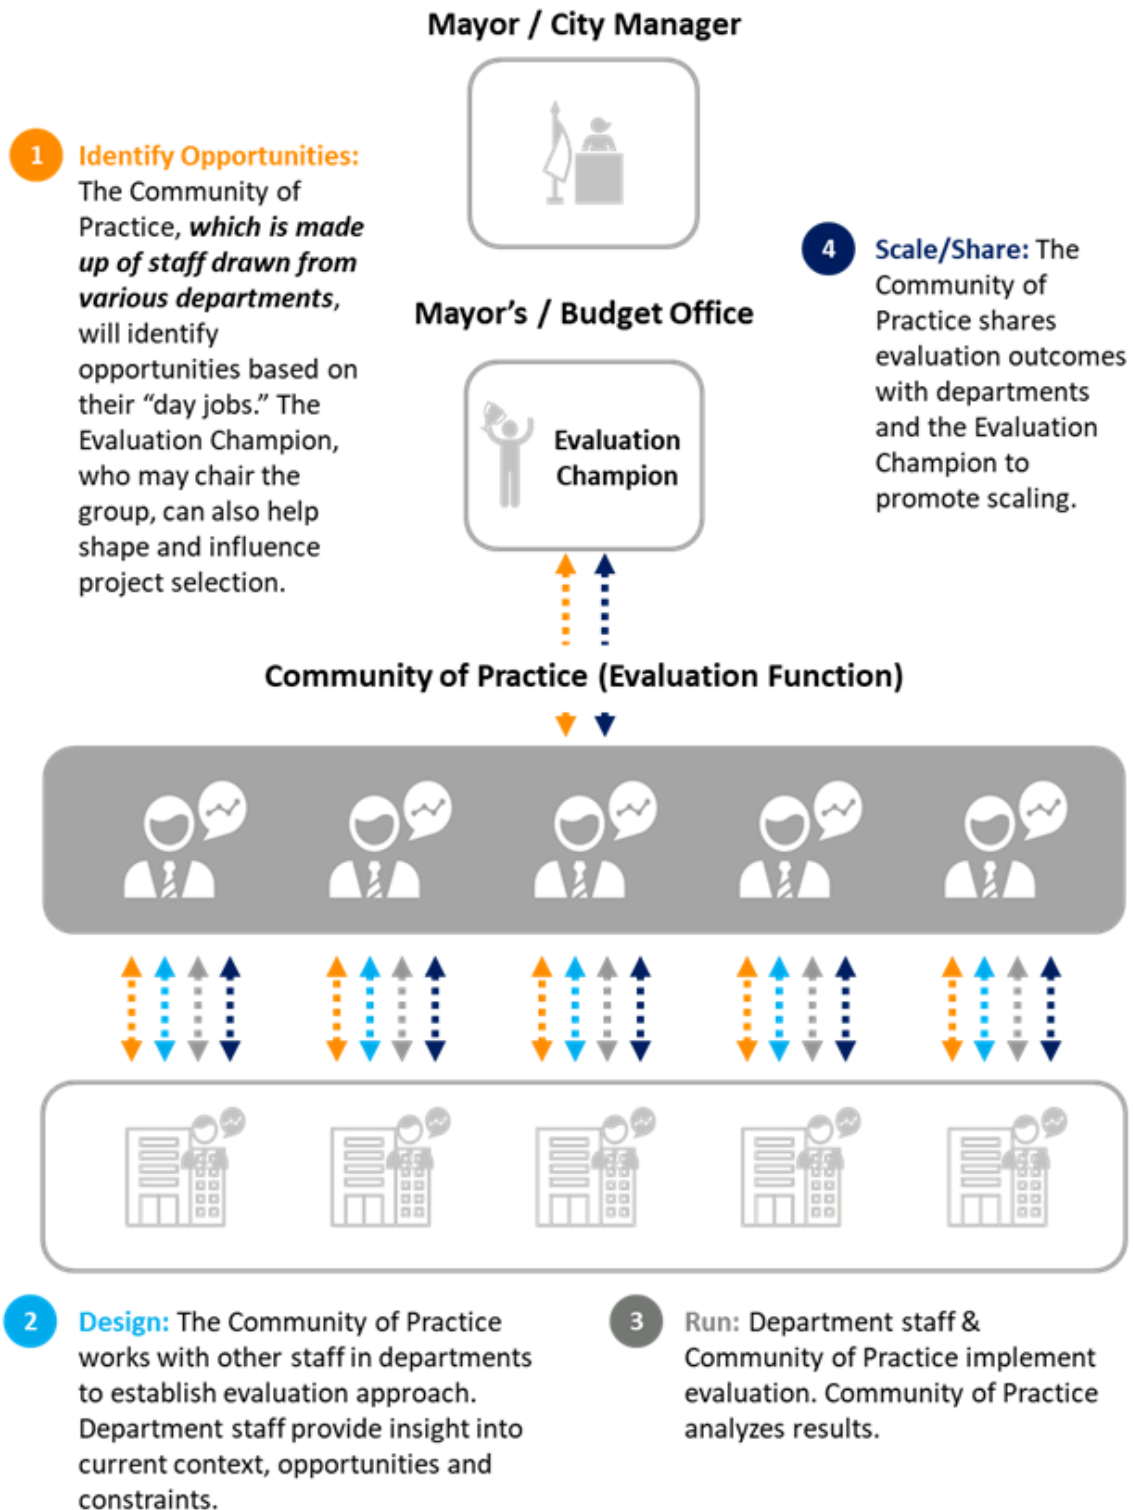 Mayor / City Manager
1
Identify Opportunities:
The Community of
Practice, which is made
up of staff drawn from
various departments,
will identify
opportunities based on
their “day jobs.” The
Evaluation Champion,
who may chair the
group, can also help
shape and influence
project selection.
4
Scale/Share: The
Community of
Practice shares
evaluation outcomes
with departments
and the Evaluation
Champion to
promote scaling.
Mayor’s / Budget Office
Evaluation
Champion
Community of Practice (Evaluation Function)
2
Design: The Community of Practice
works with other staff in departments
to establish evaluation approach.
Department staff provide insight into
current context, opportunities and
constraints.
3
Run: Department staff &
Community of Practice implement
evaluation. Community of Practice
analyzes results.